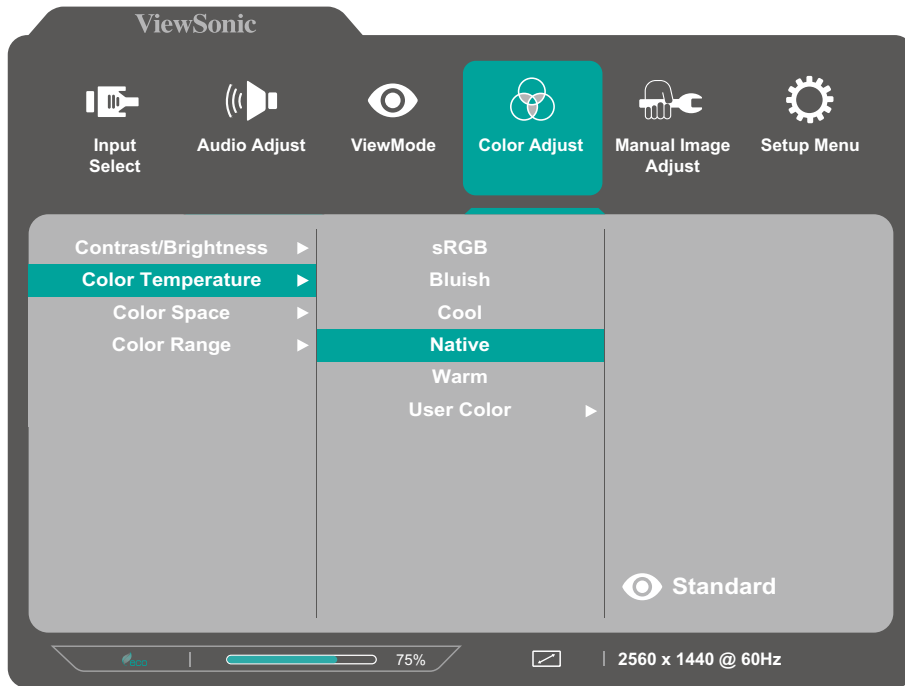 ViewSonic
Input
Select
Audio Adjust
ViewMode
Color Adjust
Manual Image
Adjust
Setup Menu
Contrast/Brightness
Color Temperature
Color Space
Color Range
sRGB
Bluish
Cool
Native
Warm
User Color
Standard
eco
75%
2560 x 1440 @ 60Hz